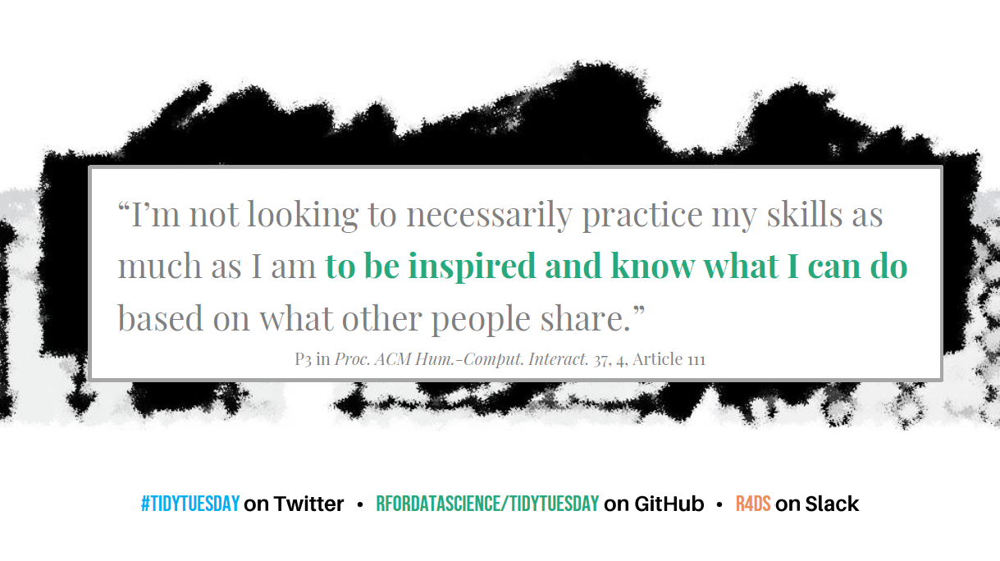 “I’m not looking to necessarily practice my skills as
much as I am to be inspired and know what I can do
based on what other people share.”
P3 in Proc. ACM Hum.-Comput. Interact. 37, 4, Article 111
#TIDYTUESDAY on Twitter • RFORDATASCIENCE/TIDYTUESDAY on GitHub • R4DS on Slack